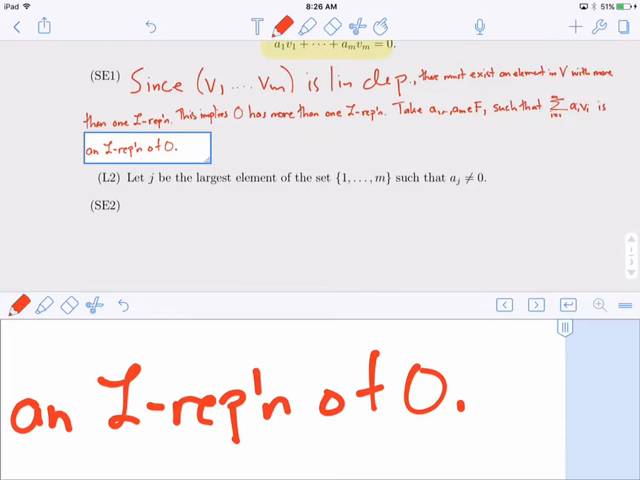 iPad
8:26 AM
51%
a₁v₁ + ··· + aₘvₘ = 0.
(SE1) Since (v₁ .... vₘ) is lin dep., there must exist an element in V with more
than one L-rep'n. This implies 0 has more than one L-rep'n. Take a₁,..,aₘ∈F, such that ∑ᵢ₌₁ᵐ aᵢvᵢ is
an L-rep'n of 0.
(L2) Let j be the largest element of the set {1, . . . , m} such that aⱼ ≠ 0.
(SE2)
1
3
an L-rep'n of 0.